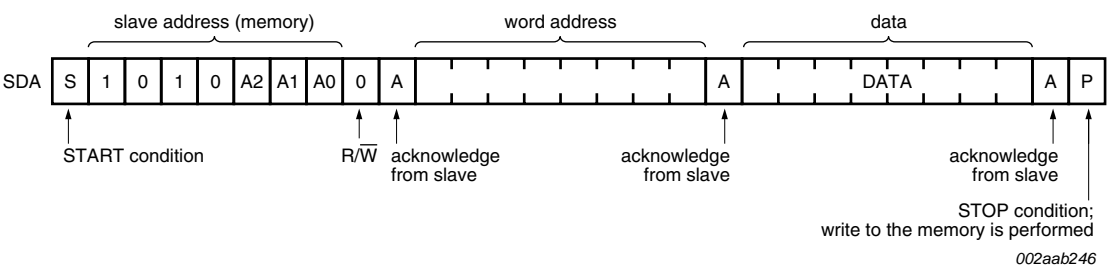 slave address (memory) word address data
SDA S 1 0 1 0 A2 A1 A0 0 A A DATA A P
START condition R/W̅ acknowledge from slave acknowledge from slave acknowledge from slave
STOP condition;
write to the memory is performed
002aab246